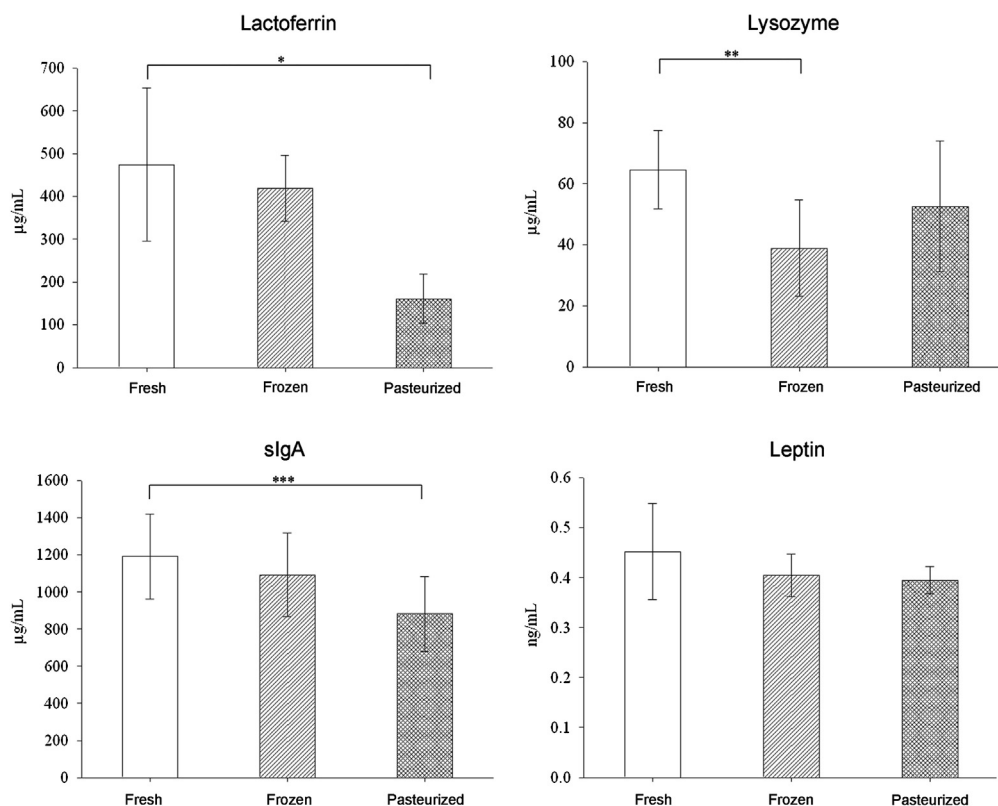 Lactoferrin
*
700
600
500
400
300
200
100
0
µg/mL
Fresh Frozen Pasteurized
Lysozyme
**
100
80
60
40
20
0
µg/mL
Fresh Frozen Pasteurized
sIgA
***
1600
1400
1200
1000
800
600
400
200
0
µg/mL
Fresh Frozen Pasteurized
Leptin
0.6
0.5
0.4
0.3
0.2
0.1
0.0
ng/mL
Fresh Frozen Pasteurized